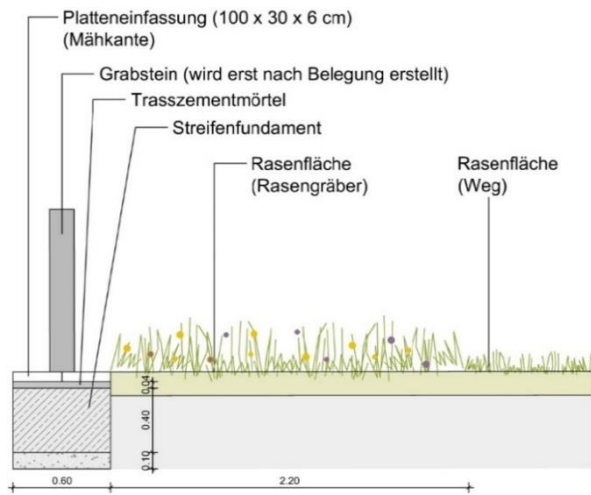 Platteneinfassung (100 x 30 x 6 cm)
(Mähkante)
Grabstein (wird erst nach Belegung erstellt)
Trasszementmörtel
Streifenfundament
Rasenfläche
(Rasengräber)
Rasenfläche
(Weg)
0.04
0.40
0.10
0.60
2.20